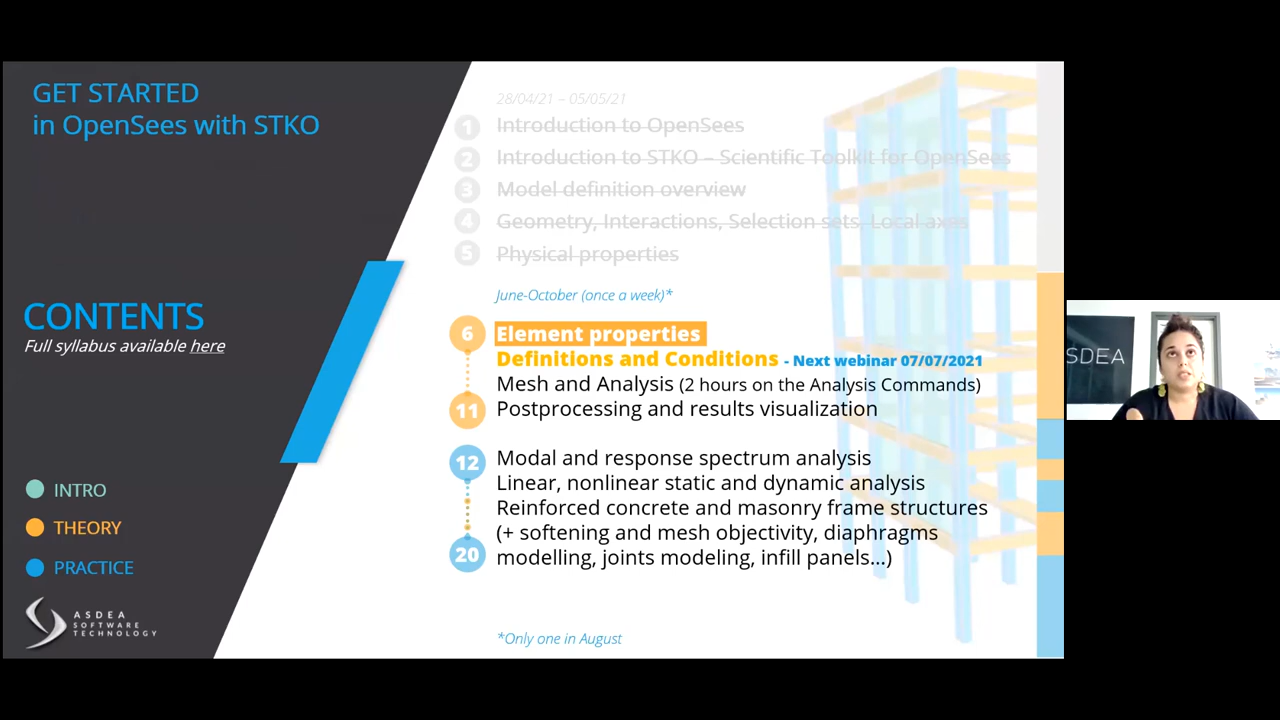 GET STARTED
in OpenSees with STKO
CONTENTS
Full syllabus available here
INTRO
THEORY
PRACTICE
ASDEA
SOFTWARE
TECHNOLOGY
28/04/21 – 05/05/21
1 Introduction to OpenSees
2 Introduction to STKO – Scientific Toolkit for OpenSees
3 Model definition overview
4 Geometry, Interactions, Selection sets, Local axes
5 Physical properties
June-October (once a week)*
6 Element properties
Definitions and Conditions - Next webinar 07/07/2021
Mesh and Analysis (2 hours on the Analysis Commands)
11 Postprocessing and results visualization
12 Modal and response spectrum analysis
Linear, nonlinear static and dynamic analysis
Reinforced concrete and masonry frame structures
(+ softening and mesh objectivity, diaphragms
20 modelling, joints modeling, infill panels...)
*Only one in August
SDEA